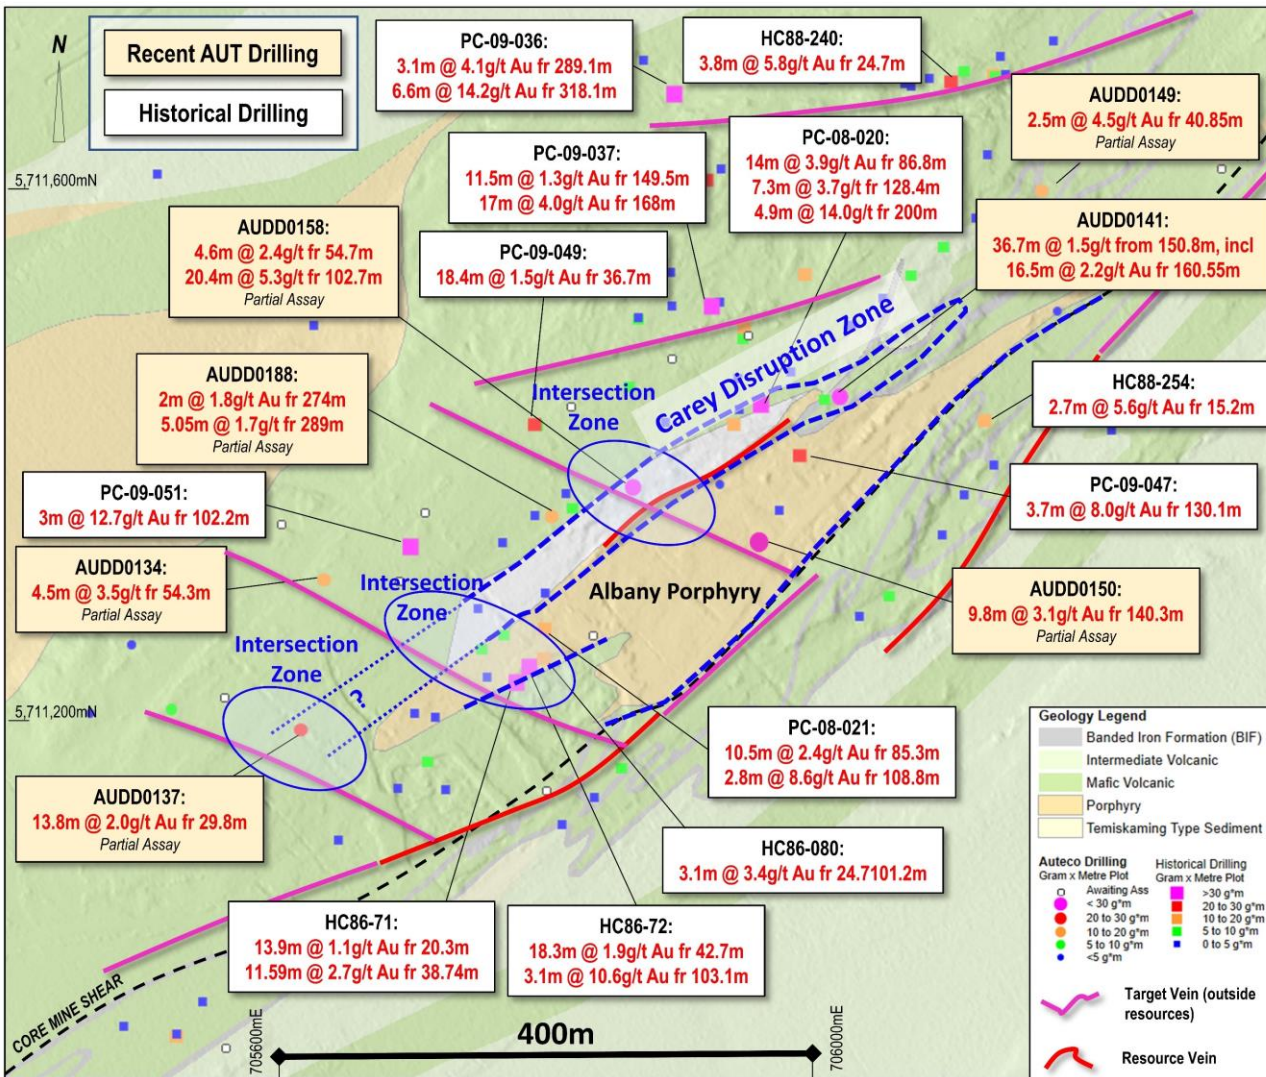 N
Recent AUT Drilling
Historical Drilling
PC-09-036:
3.1m @ 4.1g/t Au fr 289.1m
6.6m @ 14.2g/t Au fr 318.1m
HC88-240:
3.8m @ 5.8g/t Au fr 24.7m
AUDD0149:
2.5m @ 4.5g/t Au fr 40.85m
Partial Assay
PC-09-037:
11.5m @ 1.3g/t Au fr 149.5m
17m @ 4.0g/t Au fr 168m
PC-08-020:
14m @ 3.9g/t Au fr 86.8m
7.3m @ 3.7g/t Au fr 128.4m
4.9m @ 14.0g/t fr 200m
5,711,600mN
AUDD0158:
4.6m @ 2.4g/t fr 54.7m
20.4m @ 5.3g/t fr 102.7m
Partial Assay
PC-09-049:
18.4m @ 1.5g/t Au fr 36.7m
AUDD0141:
36.7m @ 1.5g/t from 150.8m, incl
16.5m @ 2.2g/t Au fr 160.55m
Carey Disruption Zone
Intersection
Zone
AUDD0188:
2m @ 1.8g/t Au fr 274m
5.05m @ 1.7g/t fr 289m
Partial Assay
HC88-254:
2.7m @ 5.6g/t Au fr 15.2m
PC-09-051:
3m @ 12.7g/t Au fr 102.2m
PC-09-047:
3.7m @ 8.0g/t Au fr 130.1m
AUDD0134:
4.5m @ 3.5g/t fr 54.3m
Partial Assay
Intersection
Zone
Albany Porphyry
AUDD0150:
9.8m @ 3.1g/t Au fr 140.3m
Partial Assay
Intersection
Zone
?
5,711,200mN
PC-08-021:
10.5m @ 2.4g/t Au fr 85.3m
2.8m @ 8.6g/t Au fr 108.8m
AUDD0137:
13.8m @ 2.0g/t Au fr 29.8m
Partial Assay
HC86-080:
3.1m @ 3.4g/t Au fr 24.7101.2m
HC86-71:
13.9m @ 1.1g/t Au fr 20.3m
11.59m @ 2.7g/t Au fr 38.74m
HC86-72:
18.3m @ 1.9g/t Au fr 42.7m
3.1m @ 10.6g/t Au fr 103.1m
CORE MINE SHEAR
705600mE
400m
706000mE
Geology Legend
Banded Iron Formation (BIF)
Intermediate Volcanic
Mafic Volcanic
Porphyry
Temiskaming Type Sediment
Auteco Drilling
Gram x Metre Plot
Awaiting Ass
< 30 g*m
20 to 30 g*m
10 to 20 g*m
5 to 10 g*m
<5 g*m
Historical Drilling
Gram x Metre Plot
>30 g*m
20 to 30 g*m
10 to 20 g*m
5 to 10 g*m
0 to 5 g*m
Target Vein (outside
resources)
Resource Vein